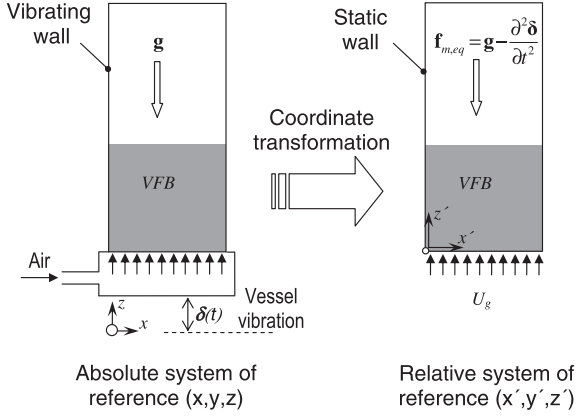 Vibrating
wall
g
VFB
Air
z
x
δ(t)
Vessel
vibration
Absolute system of
reference (x,y,z)
Coordinate
transformation
Static
wall
f_{m,eq} = g − ∂²δ/∂t²
VFB
z´
x´
U_g
Relative system of
reference (x´,y´,z´)